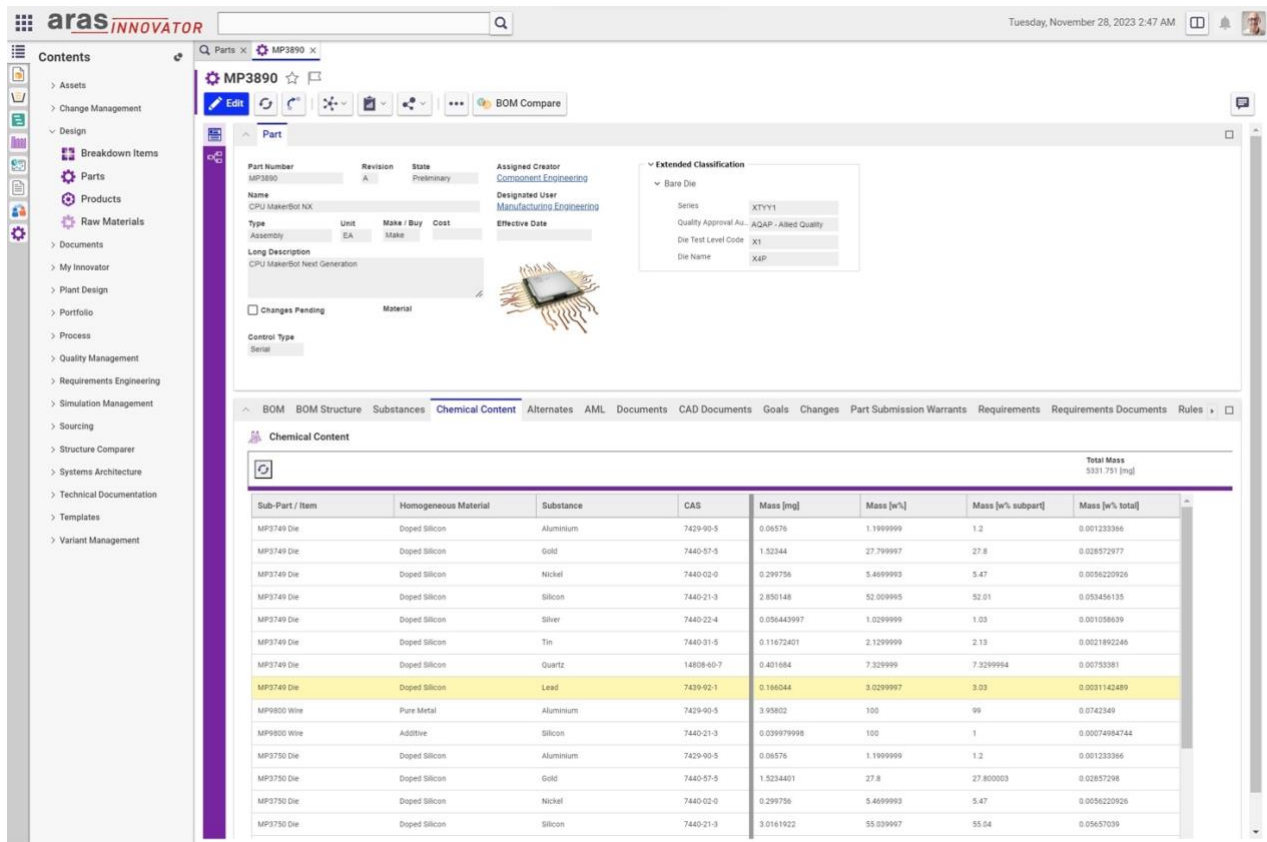 aras INNOVATOR
Tuesday, November 28, 2023 2:47 AM
Contents
Assets
Change Management
Design
Breakdown Items
Parts
Products
Raw Materials
Documents
My Innovator
Plant Design
Portfolio
Process
Quality Management
Requirements Engineering
Simulation Management
Sourcing
Structure Comparer
Systems Architecture
Technical Documentation
Templates
Variant Management
Parts × MP3890 ×
MP3890
Edit ••• BOM Compare
Part
Part Number Revision State
MP3890 A Preliminary
Name
CPU MakerBot NX
Type Unit Make / Buy Cost
Assembly EA Make
Long Description
CPU MakerBot Next Generation
Changes Pending Material
Control Type
Serial
Assigned Creator
Component Engineering
Designated User
Manufacturing Engineering
Effective Date
Extended Classification
Bare Die
Series XTYY1
Quality Approval Au... AQAP - Allied Quality
Die Test Level Code X1
Die Name X4P
BOM BOM Structure Substances Chemical Content Alternates AML Documents CAD Documents Goals Changes Part Submission Warrants Requirements Requirements Documents Rules
Chemical Content
Total Mass
5331.751 [mg]
Sub-Part / Item Homogeneous Material Substance CAS Mass [mg] Mass [w%] Mass [w% subpart] Mass [w% total]
MP3749 Die Doped Silicon Aluminium 7429-90-5 0.06576 1.1999999 1.2 0.001233366
MP3749 Die Doped Silicon Gold 7440-57-5 1.52344 27.799997 27.8 0.028572977
MP3749 Die Doped Silicon Nickel 7440-02-0 0.299756 5.4699993 5.47 0.0056220926
MP3749 Die Doped Silicon Silicon 7440-21-3 2.850148 52.009995 52.01 0.053456135
MP3749 Die Doped Silicon Silver 7440-22-4 0.056443997 1.0299999 1.03 0.001058639
MP3749 Die Doped Silicon Tin 7440-31-5 0.11672401 2.1299999 2.13 0.0021892246
MP3749 Die Doped Silicon Quartz 14808-60-7 0.401684 7.329999 7.3299994 0.00753381
MP3749 Die Doped Silicon Lead 7439-92-1 0.166044 3.0299997 3.03 0.0031142489
MP9800 Wire Pure Metal Aluminium 7429-90-5 3.95802 100 99 0.0742349
MP9800 Wire Additive Silicon 7440-21-3 0.039979998 100 1 0.00074984744
MP3750 Die Doped Silicon Aluminium 7429-90-5 0.06576 1.1999999 1.2 0.001233366
MP3750 Die Doped Silicon Gold 7440-57-5 1.5234401 27.8 27.800003 0.02857298
MP3750 Die Doped Silicon Nickel 7440-02-0 0.299756 5.4699993 5.47 0.0056220926
MP3750 Die Doped Silicon Silicon 7440-21-3 3.0161922 55.039997 55.04 0.05657039